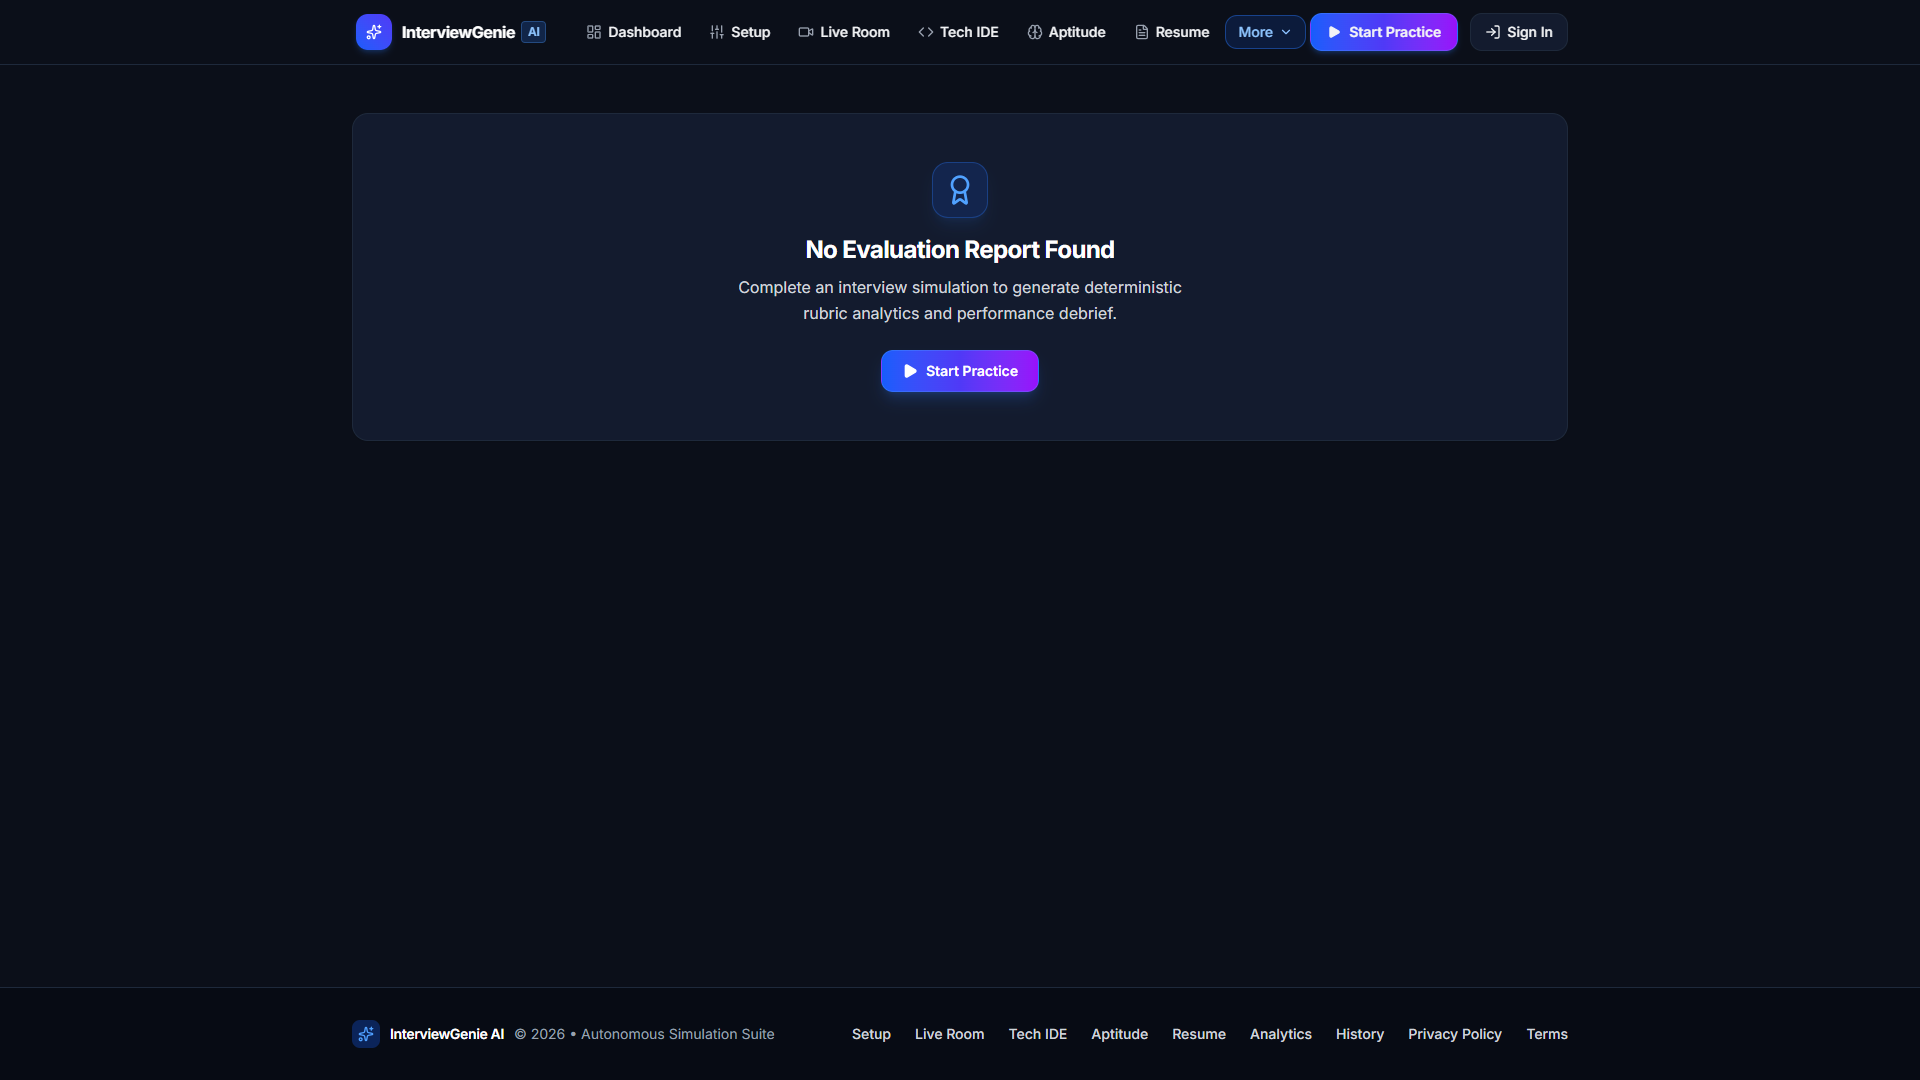 InterviewGenie AI Dashboard Setup Live Room Tech IDE Aptitude Resume More Start Practice Sign In
No Evaluation Report Found
Complete an interview simulation to generate deterministic
rubric analytics and performance debrief.
Start Practice
InterviewGenie AI © 2026 • Autonomous Simulation Suite Setup Live Room Tech IDE Aptitude Resume Analytics History Privacy Policy Terms